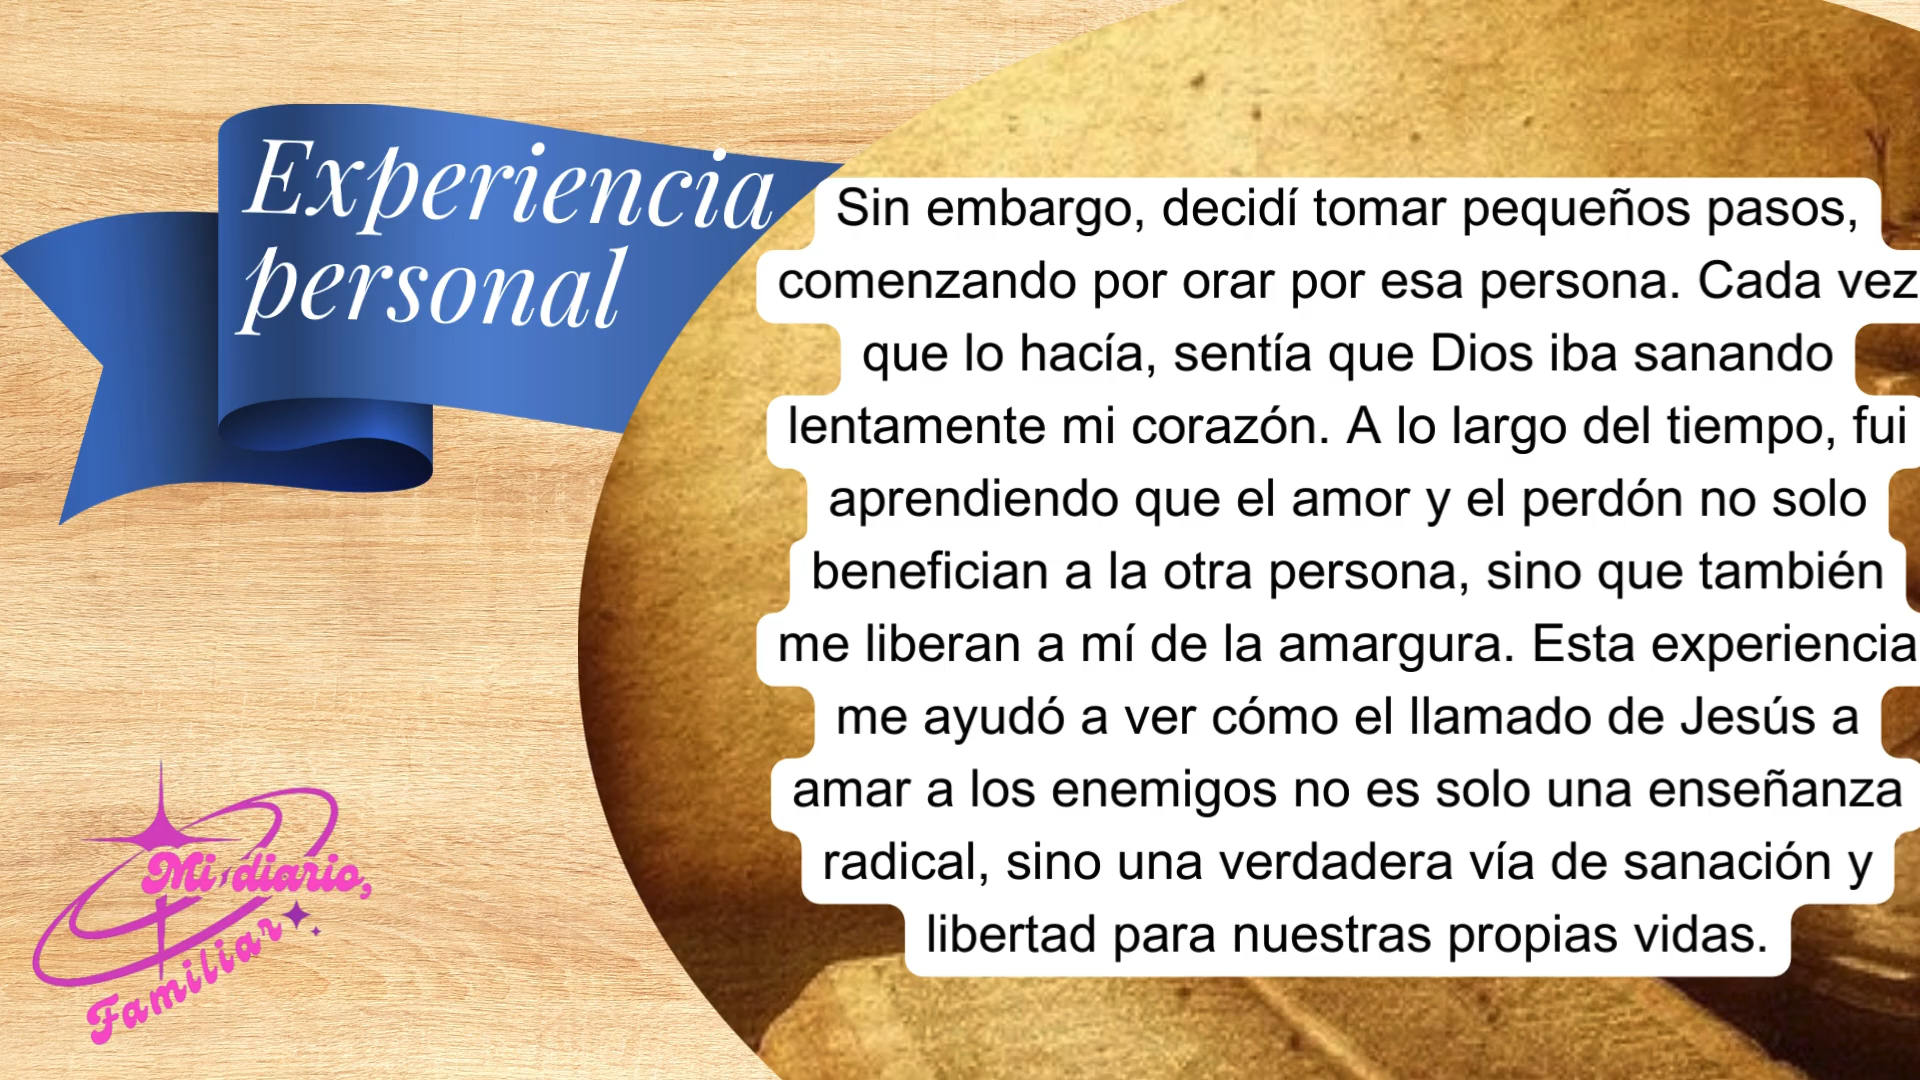 Experiencia
personal
Sin embargo, decidí tomar pequeños pasos,
comenzando por orar por esa persona. Cada vez
que lo hacía, sentía que Dios iba sanando
lentamente mi corazón. A lo largo del tiempo, fui
aprendiendo que el amor y el perdón no solo
benefician a la otra persona, sino que también
me liberan a mí de la amargura. Esta experiencia
me ayudó a ver cómo el llamado de Jesús a
amar a los enemigos no es solo una enseñanza
radical, sino una verdadera vía de sanación y
libertad para nuestras propias vidas.
Mi diario,
Familiar